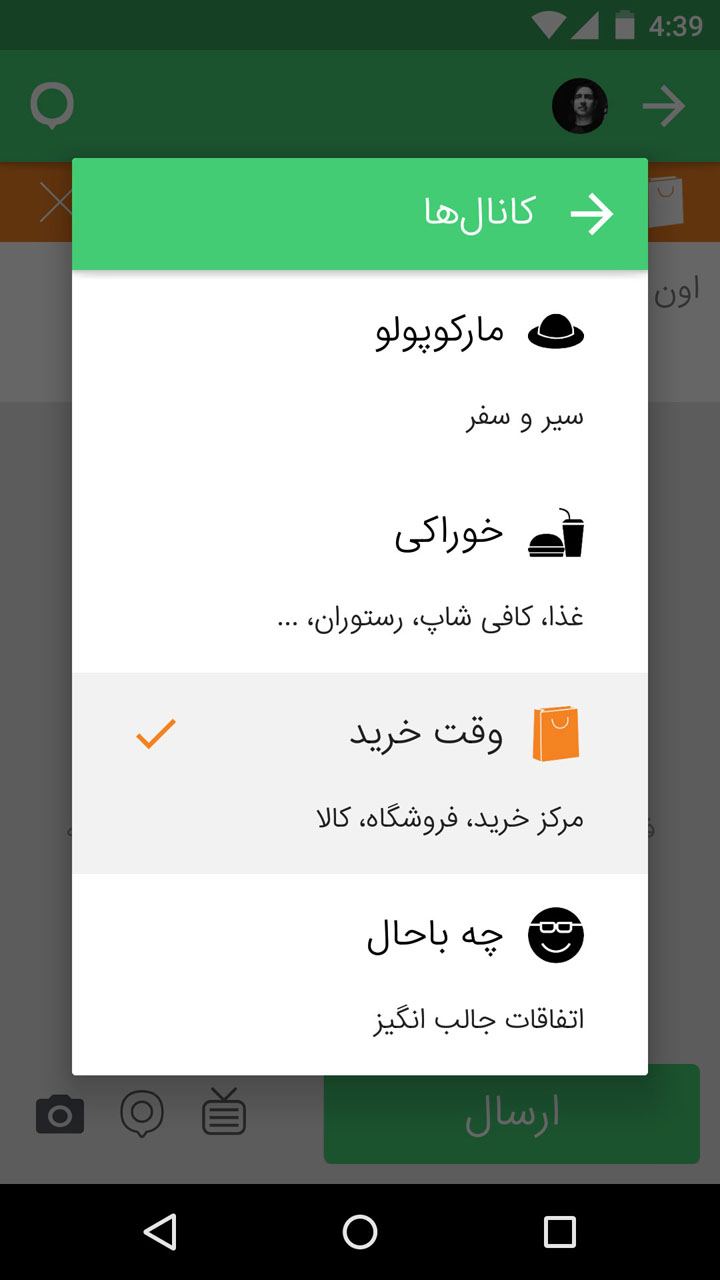 4:39
کانال‌ها
اون
مارکوپولو
سیر و سفر
خوراکی
غذا، کافی شاپ، رستوران، ...
وقت خرید
مرکز خرید، فروشگاه، کالا
چه باحال
اتفاقات جالب انگیز
ارسال